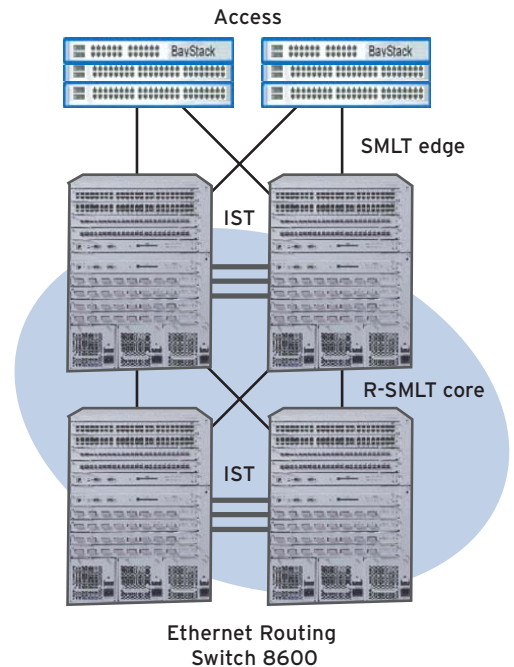 Access
BayStack
BayStack
SMLT edge
IST
R-SMLT core
IST
Ethernet Routing
Switch 8600